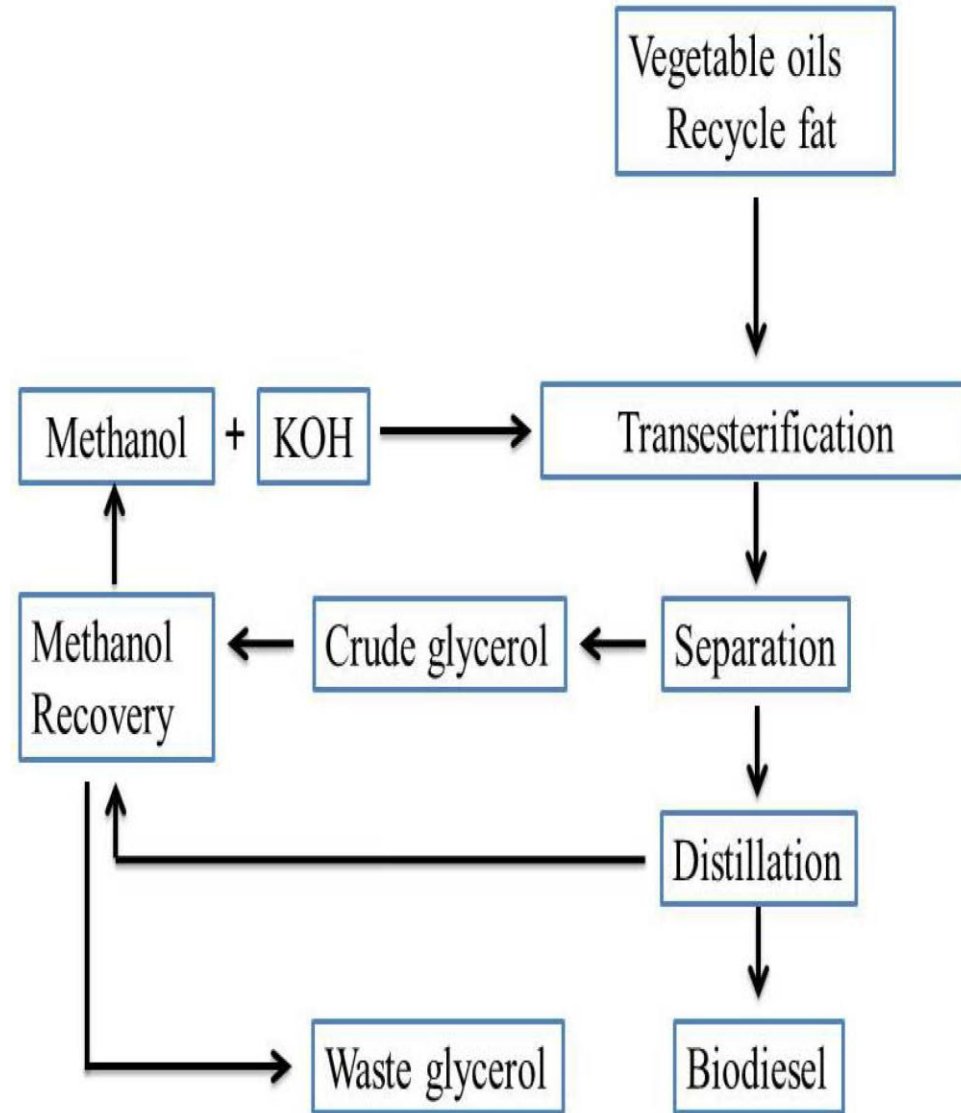 Vegetable oils
Recycle fat
Methanol + KOH
Transesterification
Methanol
Recovery
Crude glycerol
Separation
Distillation
Waste glycerol
Biodiesel